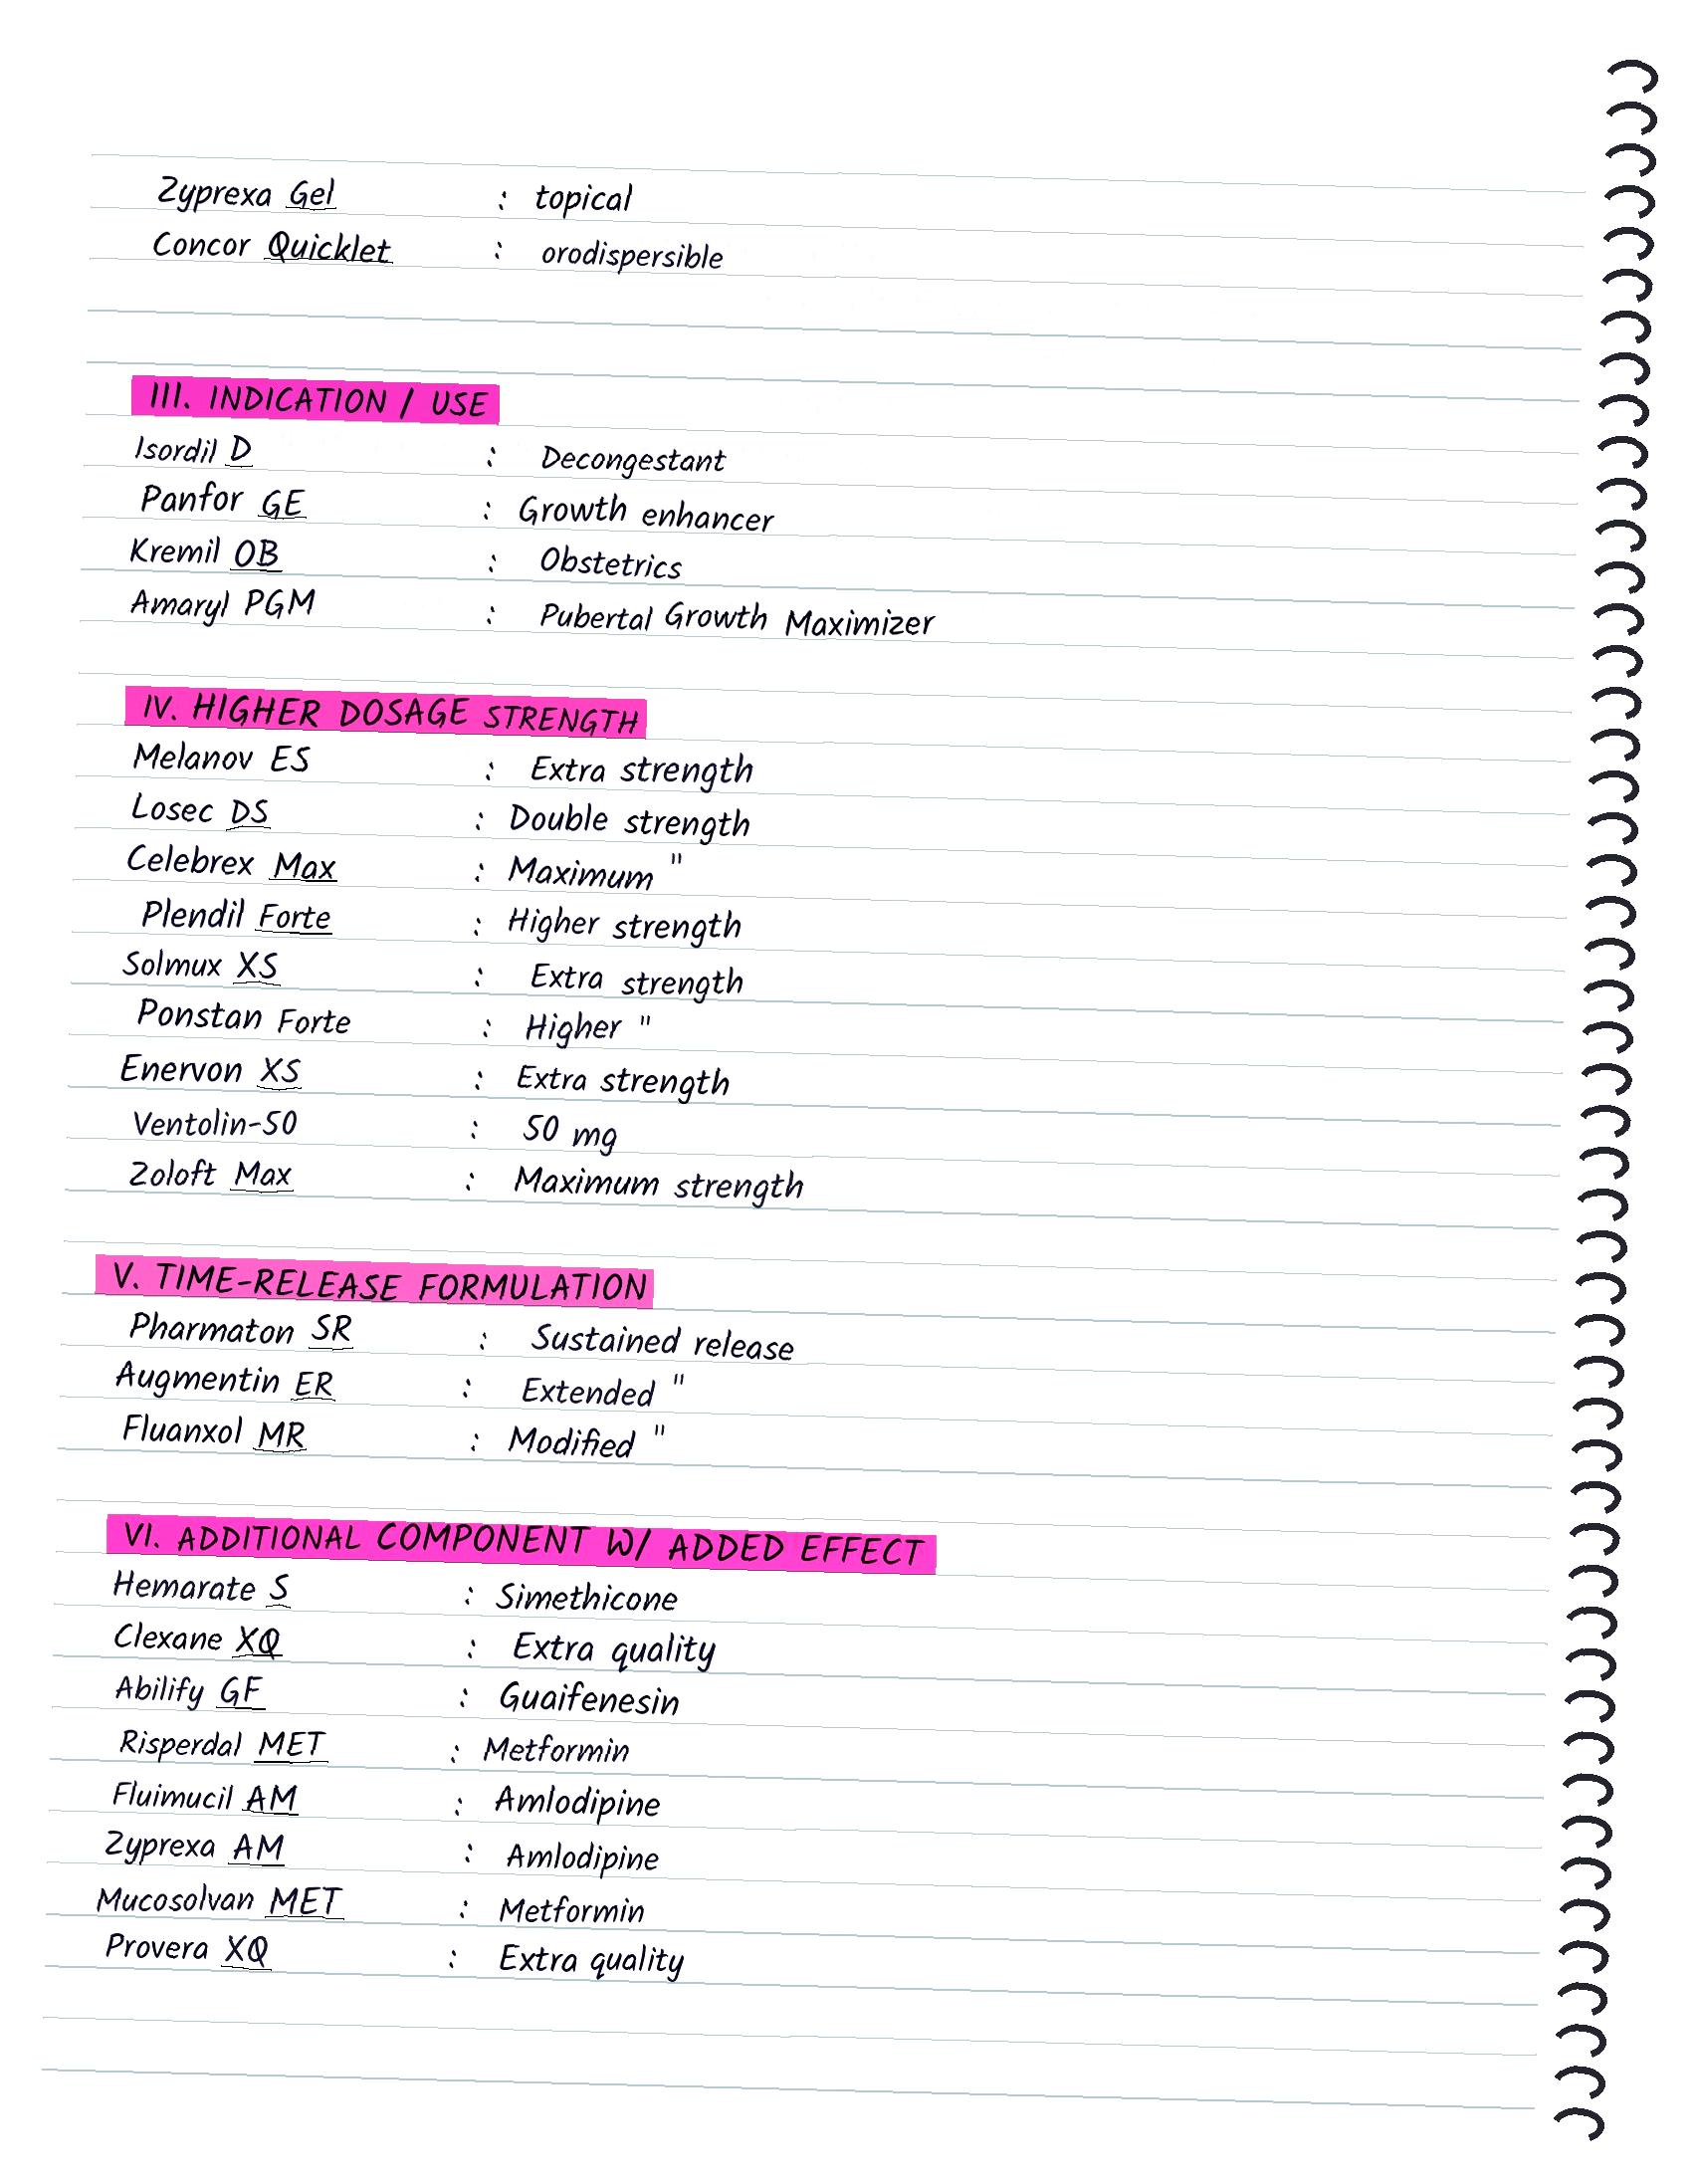 Zyprexa Gel : topical
Concor Quicklet : orodispersible
III. INDICATION / USE
Isordil D : Decongestant
Panfor GE : Growth enhancer
Kremil OB : Obstetrics
Amaryl PGM : Pubertal Growth Maximizer
IV. HIGHER DOSAGE STRENGTH
Melanov ES : Extra strength
Losec DS : Double strength
Celebrex Max : Maximum "
Plendil Forte : Higher strength
Solmux XS : Extra strength
Ponstan Forte : Higher "
Enervon XS : Extra strength
Ventolin-50 : 50 mg
Zoloft Max : Maximum strength
V. TIME-RELEASE FORMULATION
Pharmaton SR : Sustained release
Augmentin ER : Extended "
Fluanxol MR : Modified "
VI. ADDITIONAL COMPONENT W/ ADDED EFFECT
Hemarate S : Simethicone
Clexane XQ : Extra quality
Abilify GF : Guaifenesin
Risperdal MET : Metformin
Fluimucil AM : Amlodipine
Zyprexa AM : Amlodipine
Mucosolvan MET : Metformin
Provera XQ : Extra quality